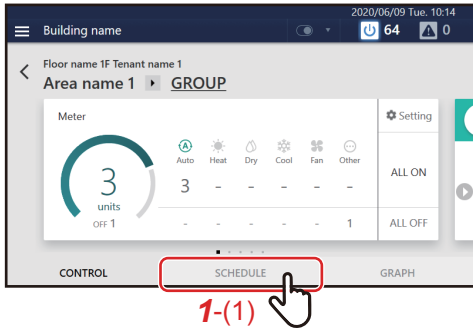 2020/06/09 Tue. 10:14
Building name 64 0
Floor name 1F Tenant name 1
Area name 1 GROUP
Meter Setting
A
Auto Heat Dry Cool Fan Other
3 units
3 - - - - -
ALL ON
OFF 1
- - - - - 1
ALL OFF
CONTROL SCHEDULE GRAPH
1-(1)